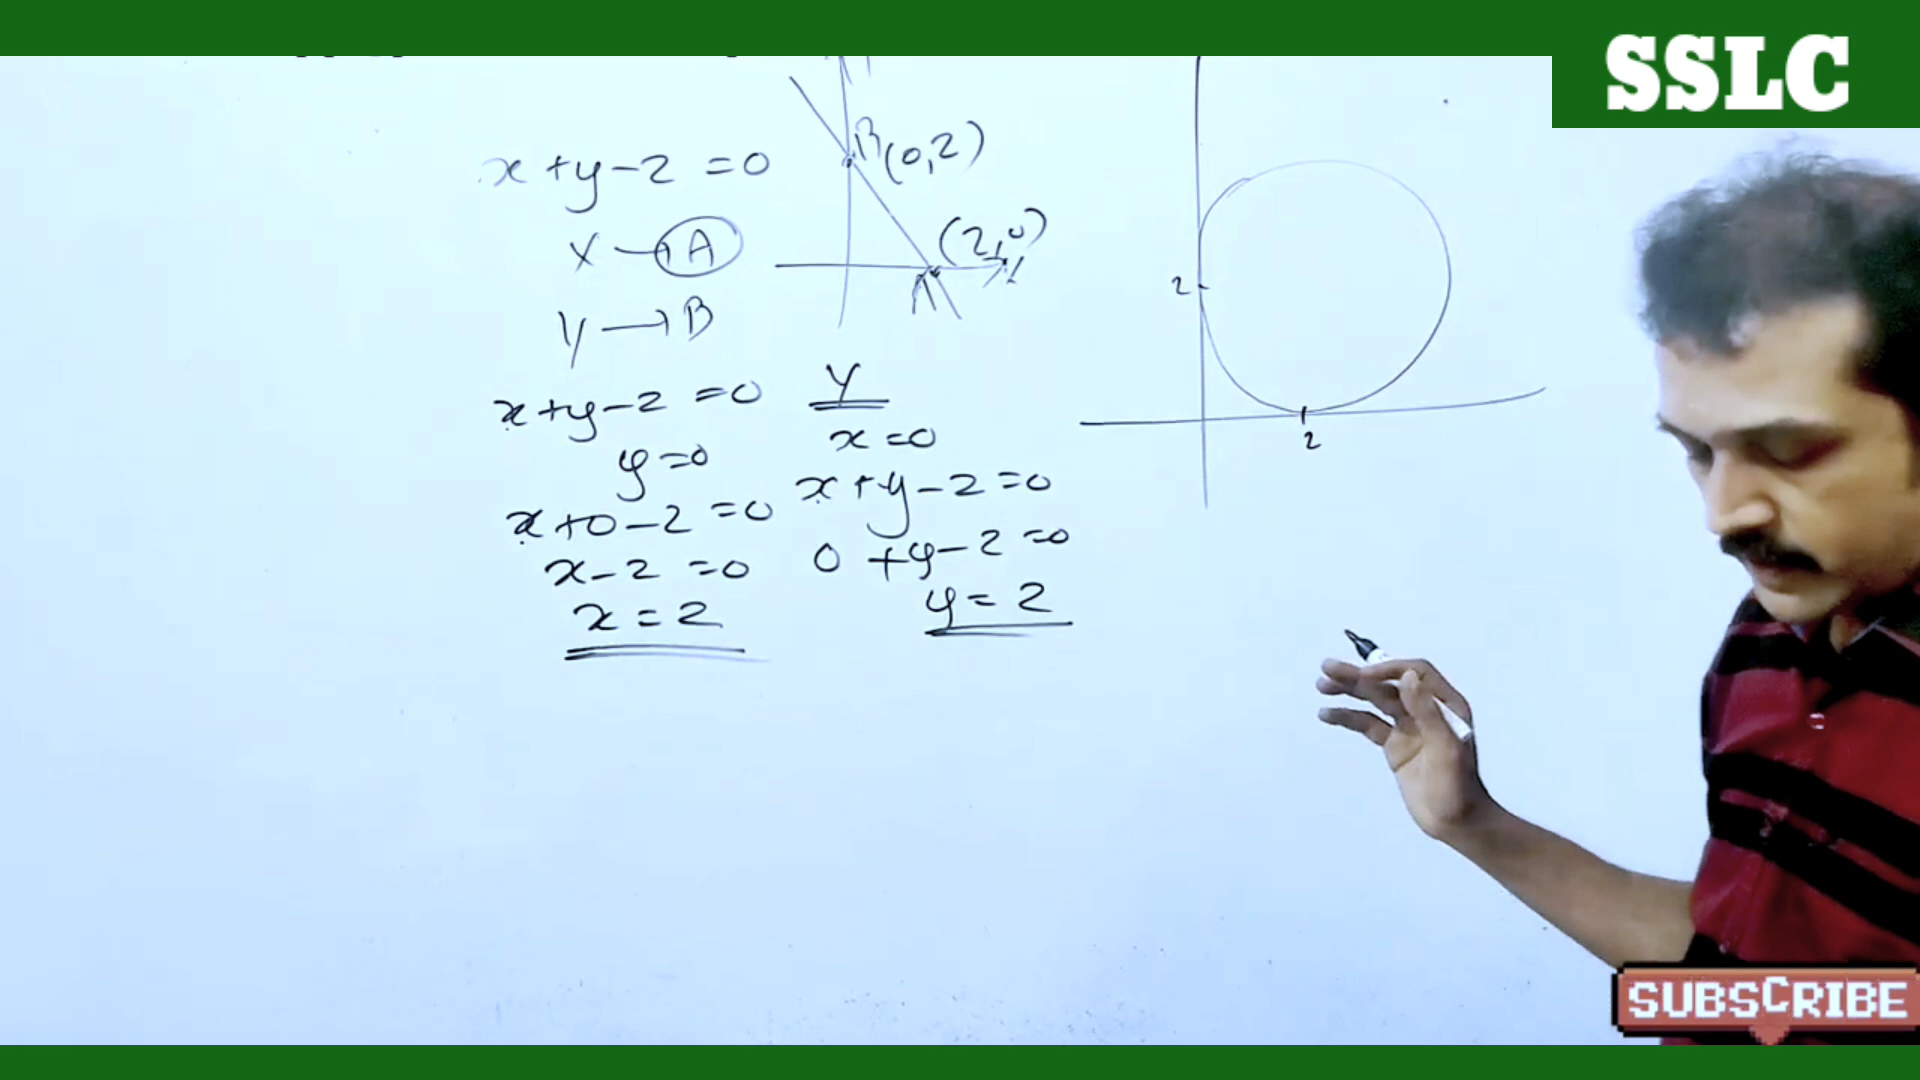 SSLC
x+y-2 =0
X → A
Y → B
B(0,2)
(2,0)
A
x+y-2 =0
y=0
x+0-2 =0
x-2 =0
x = 2
Y
x =0
x+y-2 =0
0 +y-2 =0
y= 2
2
2
SUBSCRIBE